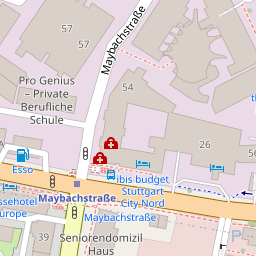 57
57
Maybachstraße
54
Pro Genius
– Private
Berufliche
Schule
26
Esso
ibis budget
Stuttgart
City-Nord
Maybachstraße
Maybachstraße
39
Seniorendomizil
Haus
P